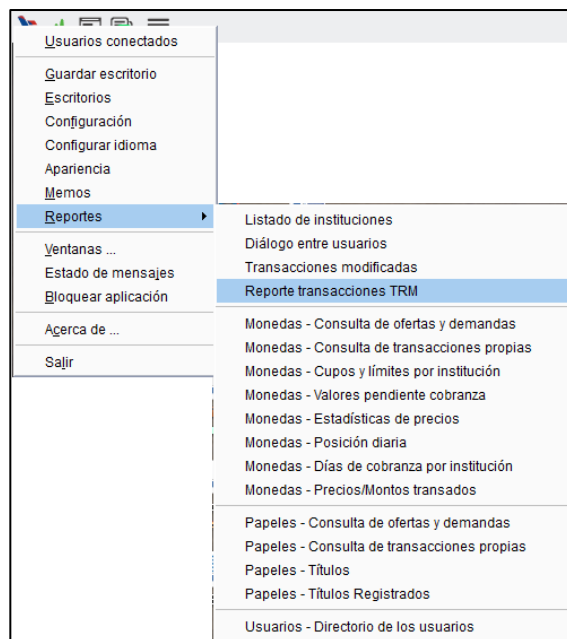 Usuarios conectados
Guardar escritorio
Escritorios
Configuración
Configurar idioma
Apariencia
Memos
Reportes
Ventanas ...
Estado de mensajes
Bloquear aplicación
Acerca de ...
Salir
Listado de instituciones
Diálogo entre usuarios
Transacciones modificadas
Reporte transacciones TRM
Monedas - Consulta de ofertas y demandas
Monedas - Consulta de transacciones propias
Monedas - Cupos y límites por institución
Monedas - Valores pendiente cobranza
Monedas - Estadísticas de precios
Monedas - Posición diaria
Monedas - Días de cobranza por institución
Monedas - Precios/Montos transados
Papeles - Consulta de ofertas y demandas
Papeles - Consulta de transacciones propias
Papeles - Títulos
Papeles - Títulos Registrados
Usuarios - Directorio de los usuarios